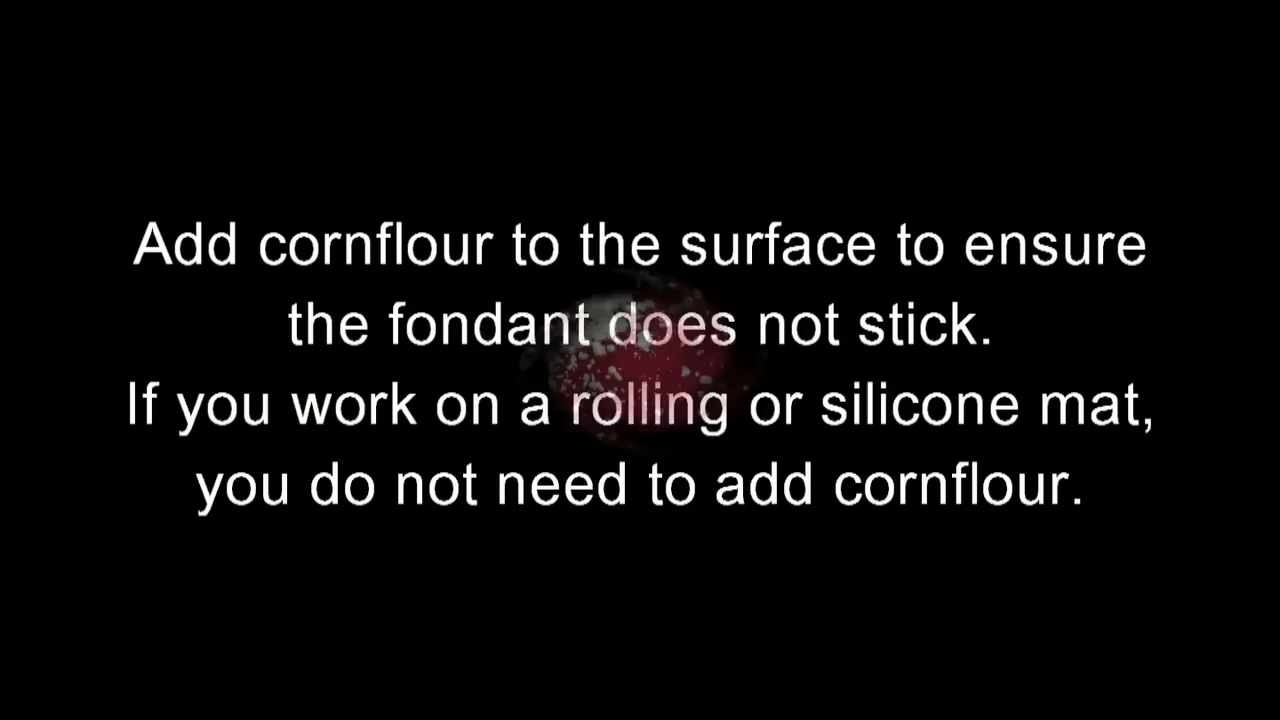 Add cornflour to the surface to ensure
the fondant does not stick.
If you work on a rolling or silicone mat,
you do not need to add cornflour.